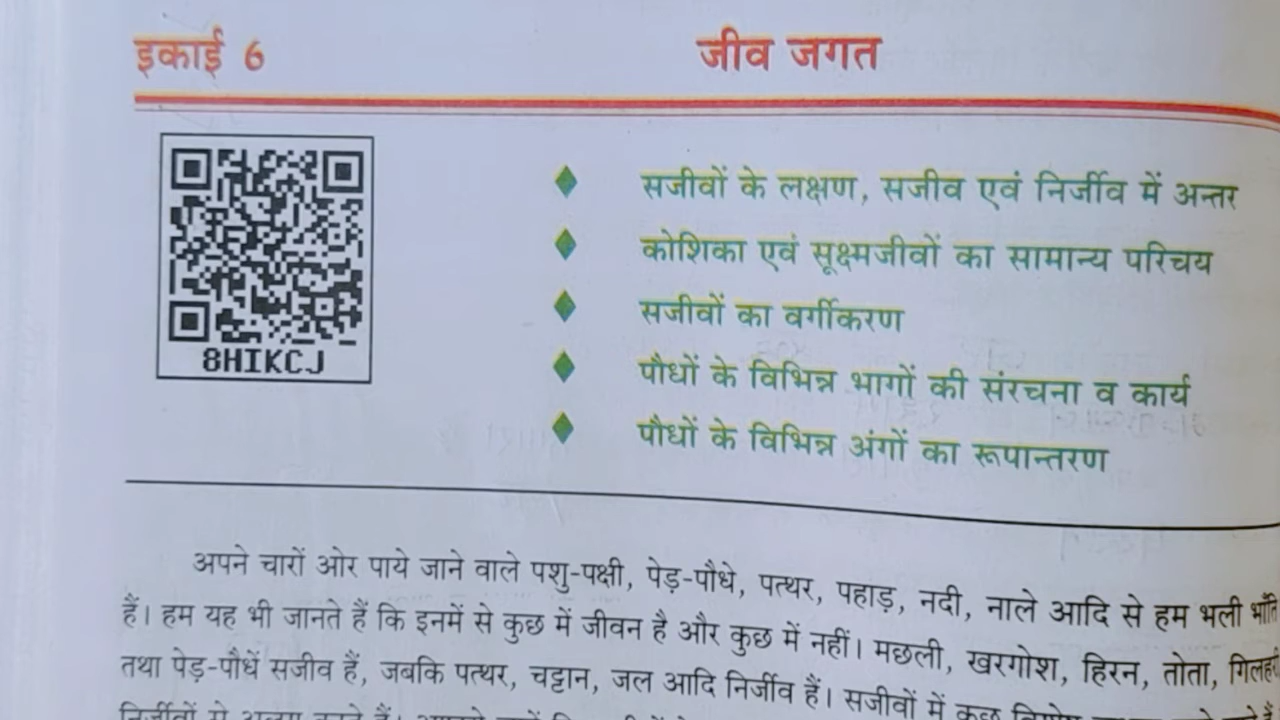 इकाई 6
जीव जगत
8HIKCJ
सजीवों के लक्षण, सजीव एवं निर्जीव में अन्तर
कोशिका एवं सूक्ष्मजीवों का सामान्य परिचय
सजीवों का वर्गीकरण
पौधों के विभिन्न भागों की संरचना व कार्य
पौधों के विभिन्न अंगों का रूपान्तरण
अपने चारों ओर पाये जाने वाले पशु-पक्षी, पेड़-पौधे, पत्थर, पहाड़, नदी, नाले आदि से हम भली भाँति
हैं। हम यह भी जानते हैं कि इनमें से कुछ में जीवन है और कुछ में नहीं। मछली, खरगोश, हिरन, तोता,
तथा पेड़-पौधें सजीव हैं, जबकि पत्थर, चट्टान, जल आदि निर्जीव हैं। सजीवों में कुछ